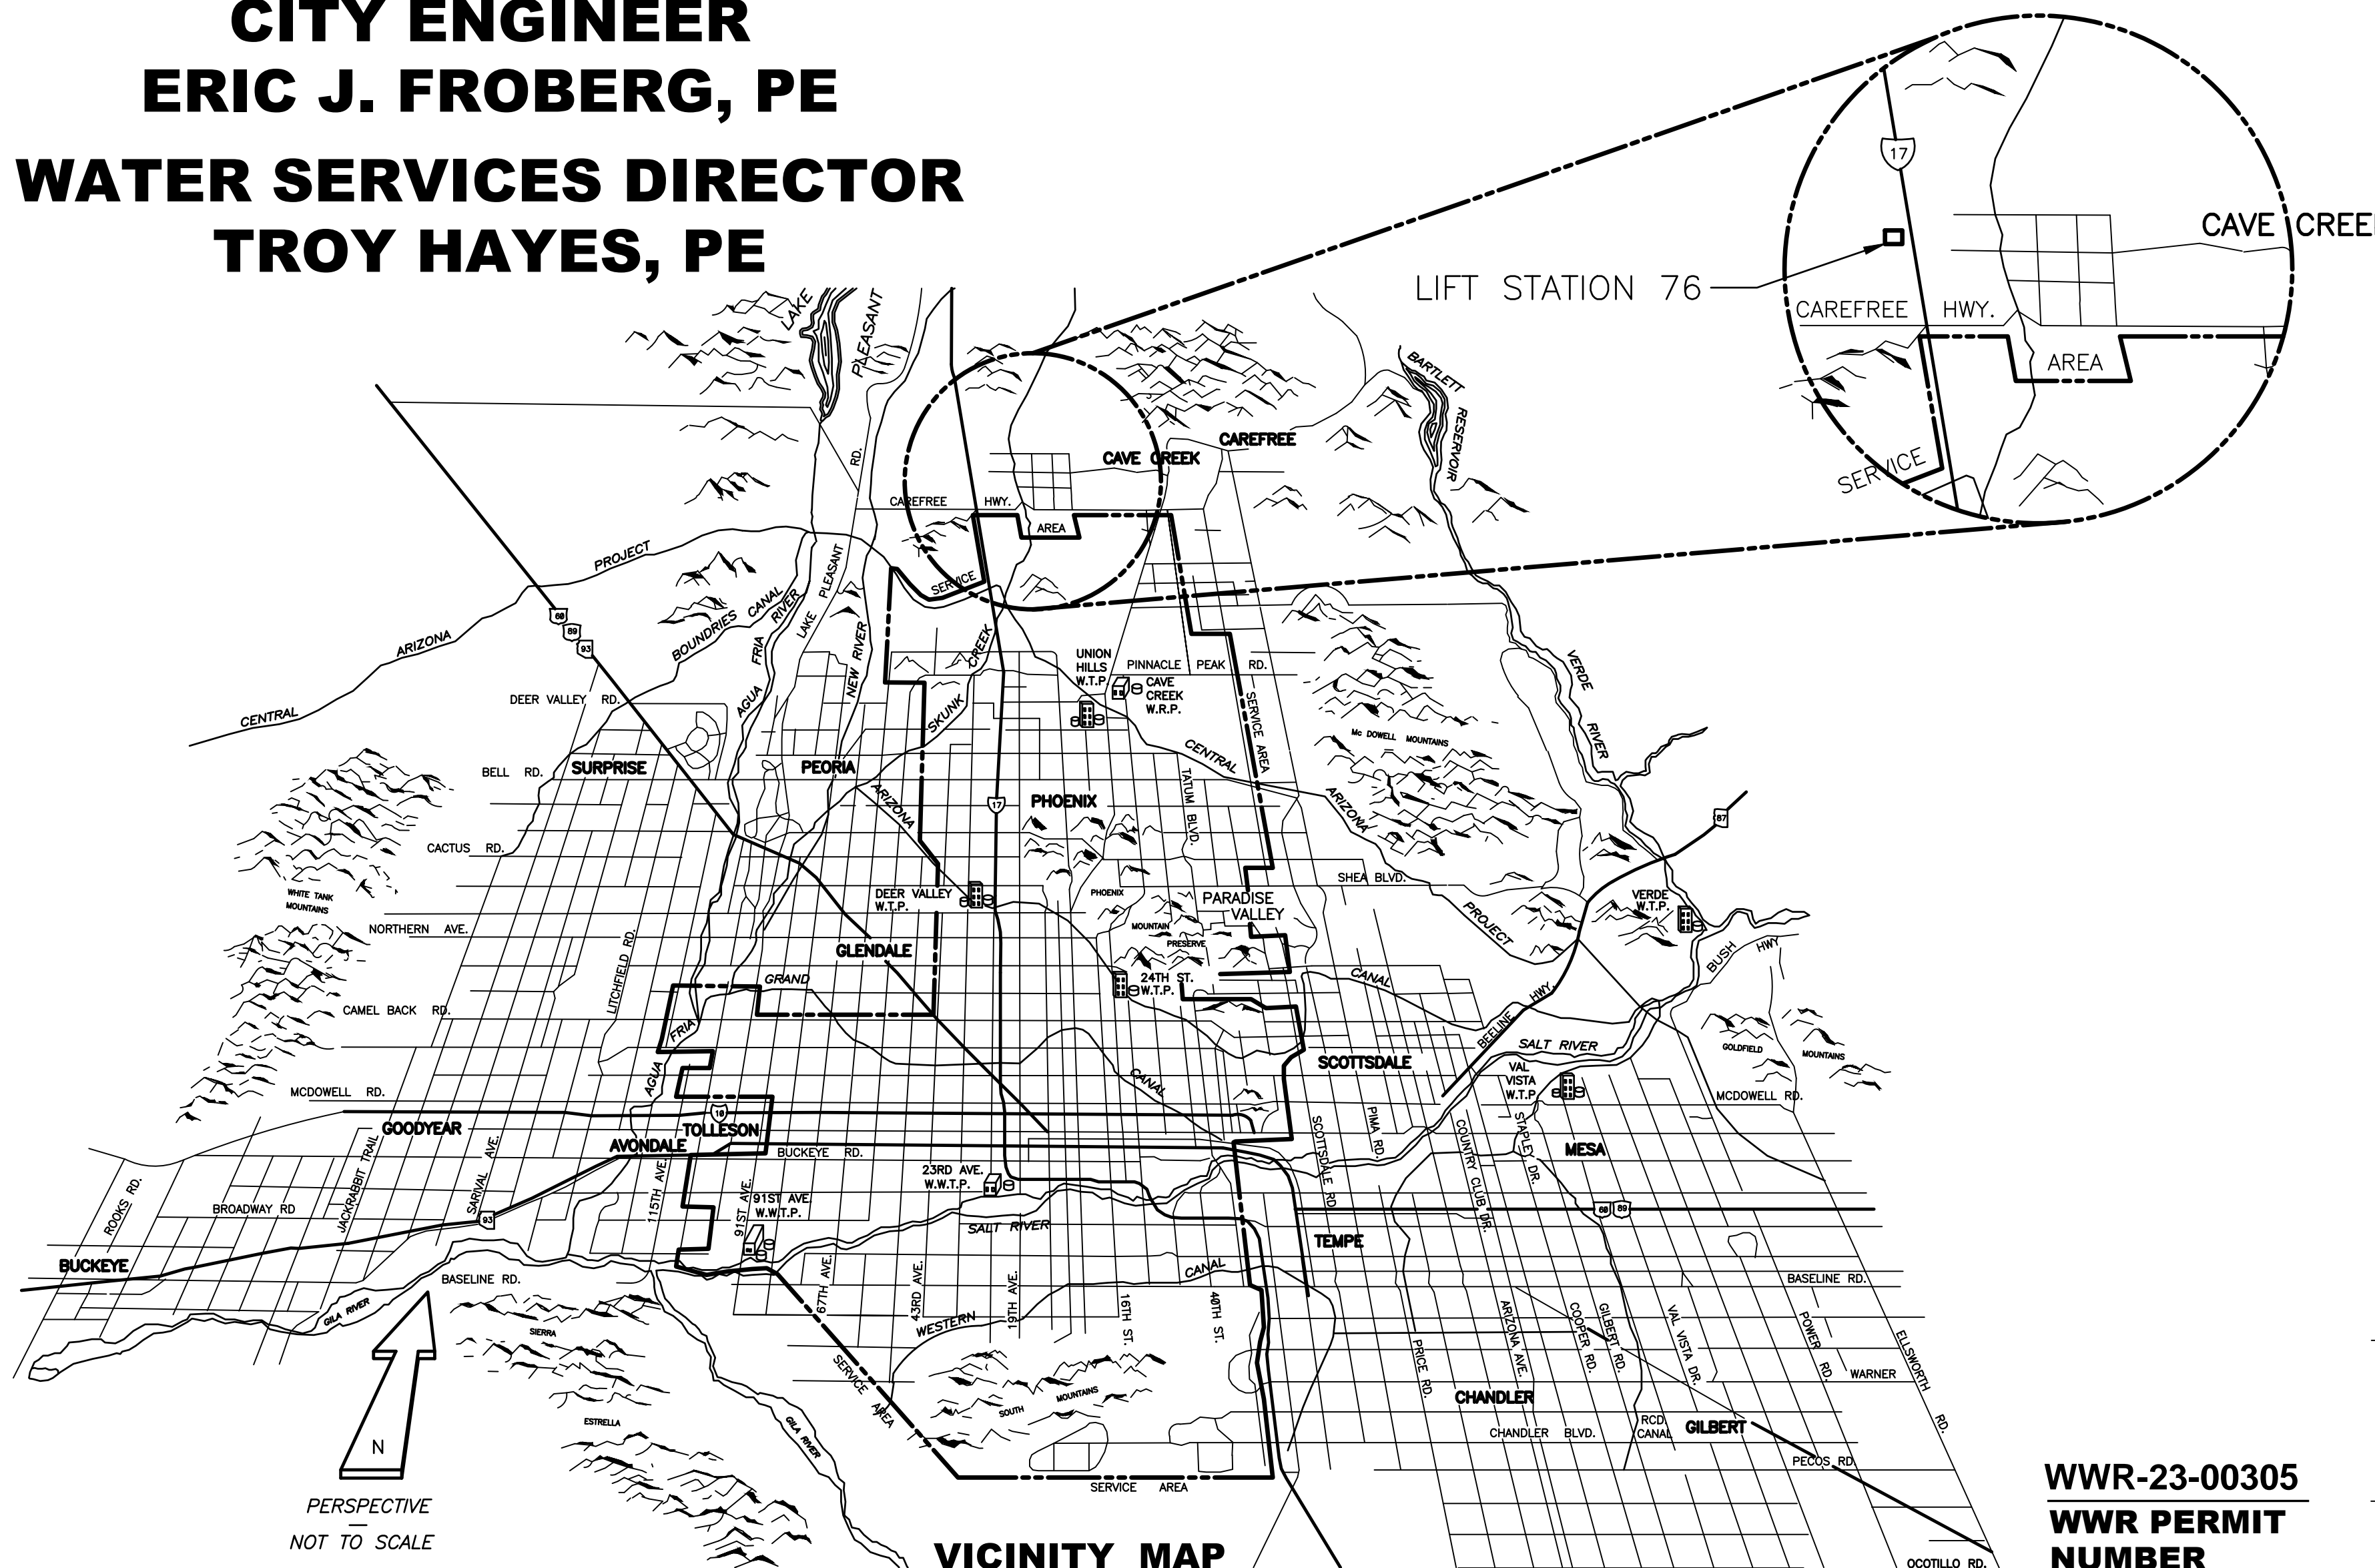 CITY ENGINEER
ERIC J. FROBERG, PE
WATER SERVICES DIRECTOR
TROY HAYES, PE
17
CAVE CREE
LIFT STATION 76
CAREFREE HWY.
AREA
SERVICE
LAKE
PLEASANT
BARTLETT
RESERVOIR
CAREFREE
CAVE CREEK
RD.
CAREFREE HWY.
AREA
SERVICE
PROJECT
ARIZONA
CENTRAL
60
89
93
BOUNDRIES CANAL
RIVER
FRIA
AGUA
LAKE PLEASANT
NEW RIVER
CREEK
SKUNK
UNION
HILLS
W.T.P.
PINNACLE PEAK RD.
CAVE
CREEK
W.R.P.
SERVICE AREA
VERDE
RIVER
DEER VALLEY RD.
Mc DOWELL MOUNTAINS
CENTRAL
BELL RD.
SURPRISE
PEORIA
ARIZONA
17
PHOENIX
TATUM BLVD.
ARIZONA
87
CACTUS RD.
WHITE TANK
MOUNTAINS
DEER VALLEY
W.T.P.
PHOENIX
MOUNTAIN
PRESERVE
PARADISE
VALLEY
SHEA BLVD.
PROJECT
VERDE
W.T.P.
NORTHERN AVE.
LITCHFIELD RD.
GLENDALE
GRAND
24TH ST.
W.T.P.
CANAL
BUSH HWY
CAMEL BACK RD.
FRIA
AGUA
CANAL
BEELINE HWY.
SALT RIVER
GOLDFIELD
MOUNTAINS
SCOTTSDALE
VAL
VISTA
W.T.P.
MCDOWELL RD.
MCDOWELL RD.
10
GOODYEAR
TOLLESON
AVONDALE
BUCKEYE RD.
SCOTTSDALE RD.
PIMA RD.
COUNTRY CLUB DR.
STAPLEY DR.
MESA
ROOKS RD.
JACKRABBIT TRAIL
SARIVAL AVE.
115TH AVE.
91ST AVE.
91ST AVE.
W.W.T.P.
23RD AVE.
W.W.T.P.
BROADWAY RD
93
SALT RIVER
60
89
TEMPE
BUCKEYE
BASELINE RD.
BASELINE RD.
GILA RIVER
67TH AVE.
43RD AVE.
19TH AVE.
16TH ST.
40TH ST.
CANAL
WESTERN
SIERRA
ESTRELLA
SERVICE AREA
GILA RIVER
SOUTH
MOUNTAINS
PRICE RD.
ARIZONA AVE.
COOPER RD.
GILBERT RD.
VAL VISTA DR.
POWER RD.
ELLSWORTH RD.
WARNER
CHANDLER
CHANDLER BLVD.
RCD
CANAL
GILBERT
PECOS RD.
N
PERSPECTIVE
NOT TO SCALE
SERVICE AREA
VICINITY MAP
WWR-23-00305
WWR PERMIT
NUMBER
OCOTILLO RD.